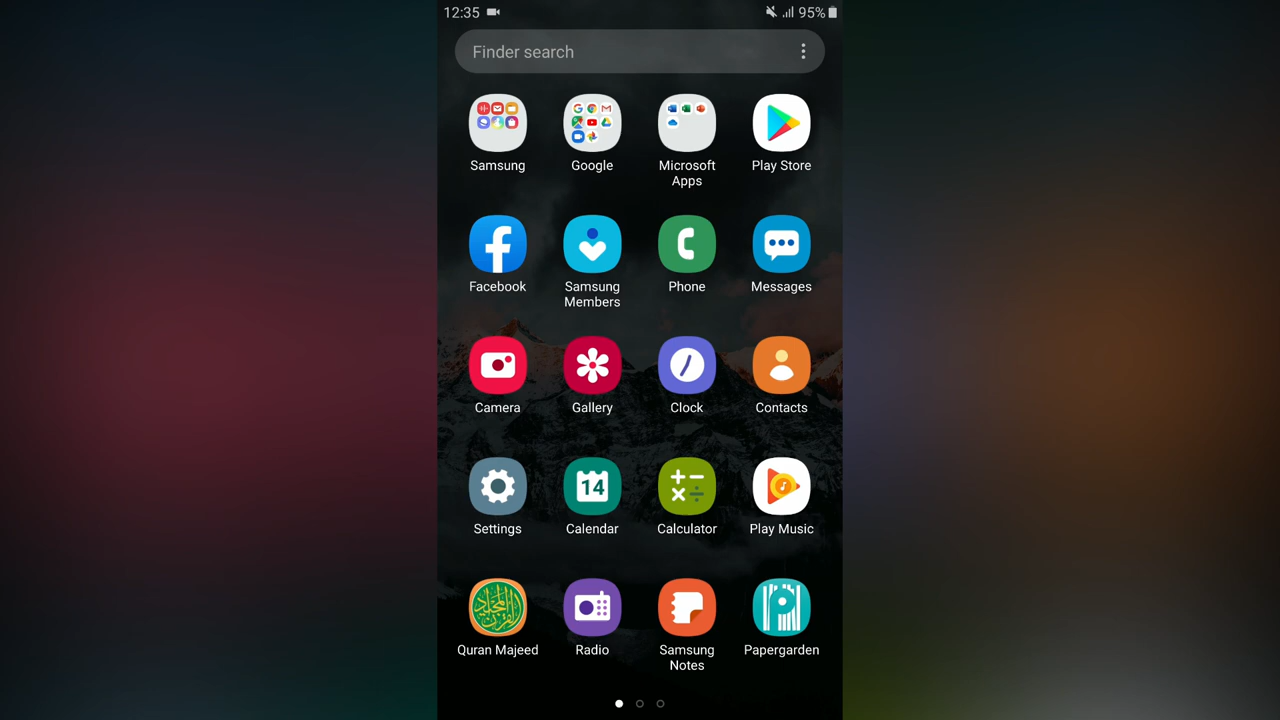 12:35
95%
Finder search
Samsung
Google
Microsoft
Apps
Play Store
Facebook
Samsung
Members
Phone
Messages
Camera
Gallery
Clock
Contacts
14
Settings
Calendar
Calculator
Play Music
Quran Majeed
Radio
Samsung
Notes
Papergarden